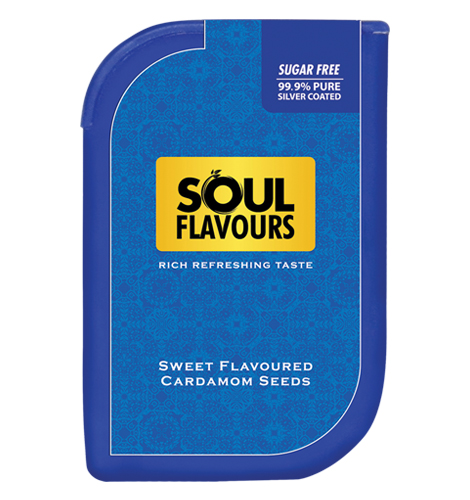 SUGAR FREE
99.9% PURE
SILVER COATED
SOUL
FLAVOURS
RICH REFRESHING TASTE
SWEET FLAVOURED
CARDAMOM SEEDS